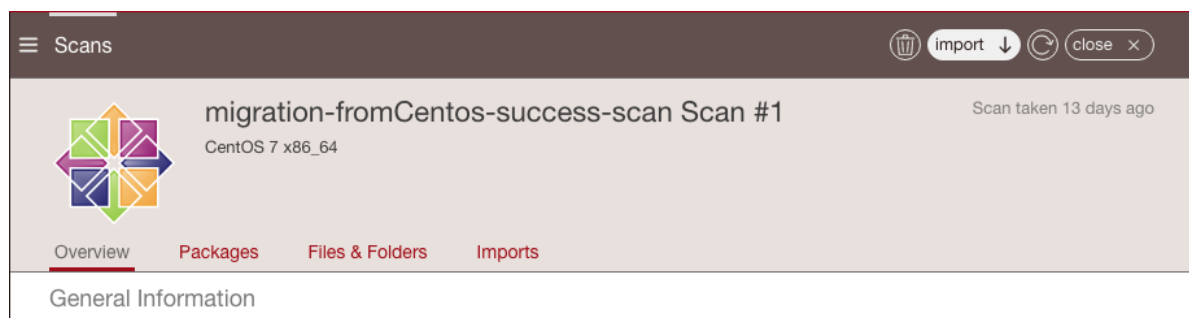 Scans
import
close
migration-fromCentos-success-scan Scan #1
Scan taken 13 days ago
CentOS 7 x86_64
Overview Packages Files & Folders Imports
General Information